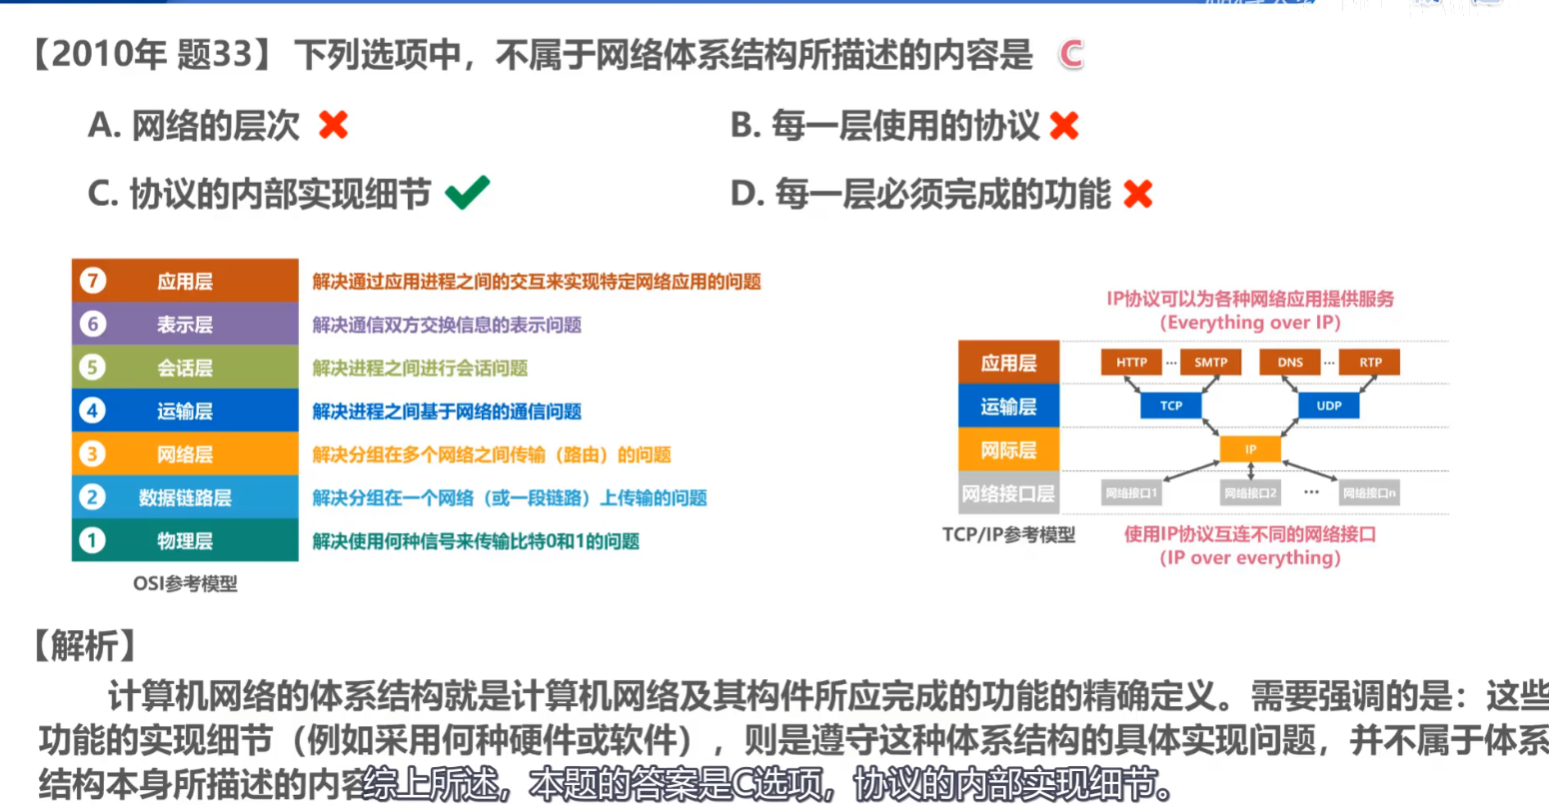 【2010年 题33】下列选项中，不属于网络体系结构所描述的内容是 C
A. 网络的层次
B. 每一层使用的协议
C. 协议的内部实现细节
D. 每一层必须完成的功能
7 应用层 解决通过应用进程之间的交互来实现特定网络应用的问题
6 表示层 解决通信双方交换信息的表示问题
5 会话层 解决进程之间进行会话问题
4 运输层 解决进程之间基于网络的通信问题
3 网络层 解决分组在多个网络之间传输（路由）的问题
2 数据链路层 解决分组在一个网络（或一段链路）上传输的问题
1 物理层 解决使用何种信号来传输比特0和1的问题
OSI参考模型
IP协议可以为各种网络应用提供服务
（Everything over IP）
应用层 HTTP ··· SMTP DNS ··· RTP
运输层 TCP UDP
网际层 IP
网络接口层 网络接口1 网络接口2 ··· 网络接口n
TCP/IP参考模型
使用IP协议互连不同的网络接口
（IP over everything）
【解析】
计算机网络的体系结构就是计算机网络及其构件所应完成的功能的精确定义。需要强调的是：这些
功能的实现细节（例如采用何种硬件或软件），则是遵守这种体系结构的具体实现问题，并不属于体系
结构本身所描述的内容
综上所述，本题的答案是C选项，协议的内部实现细节。